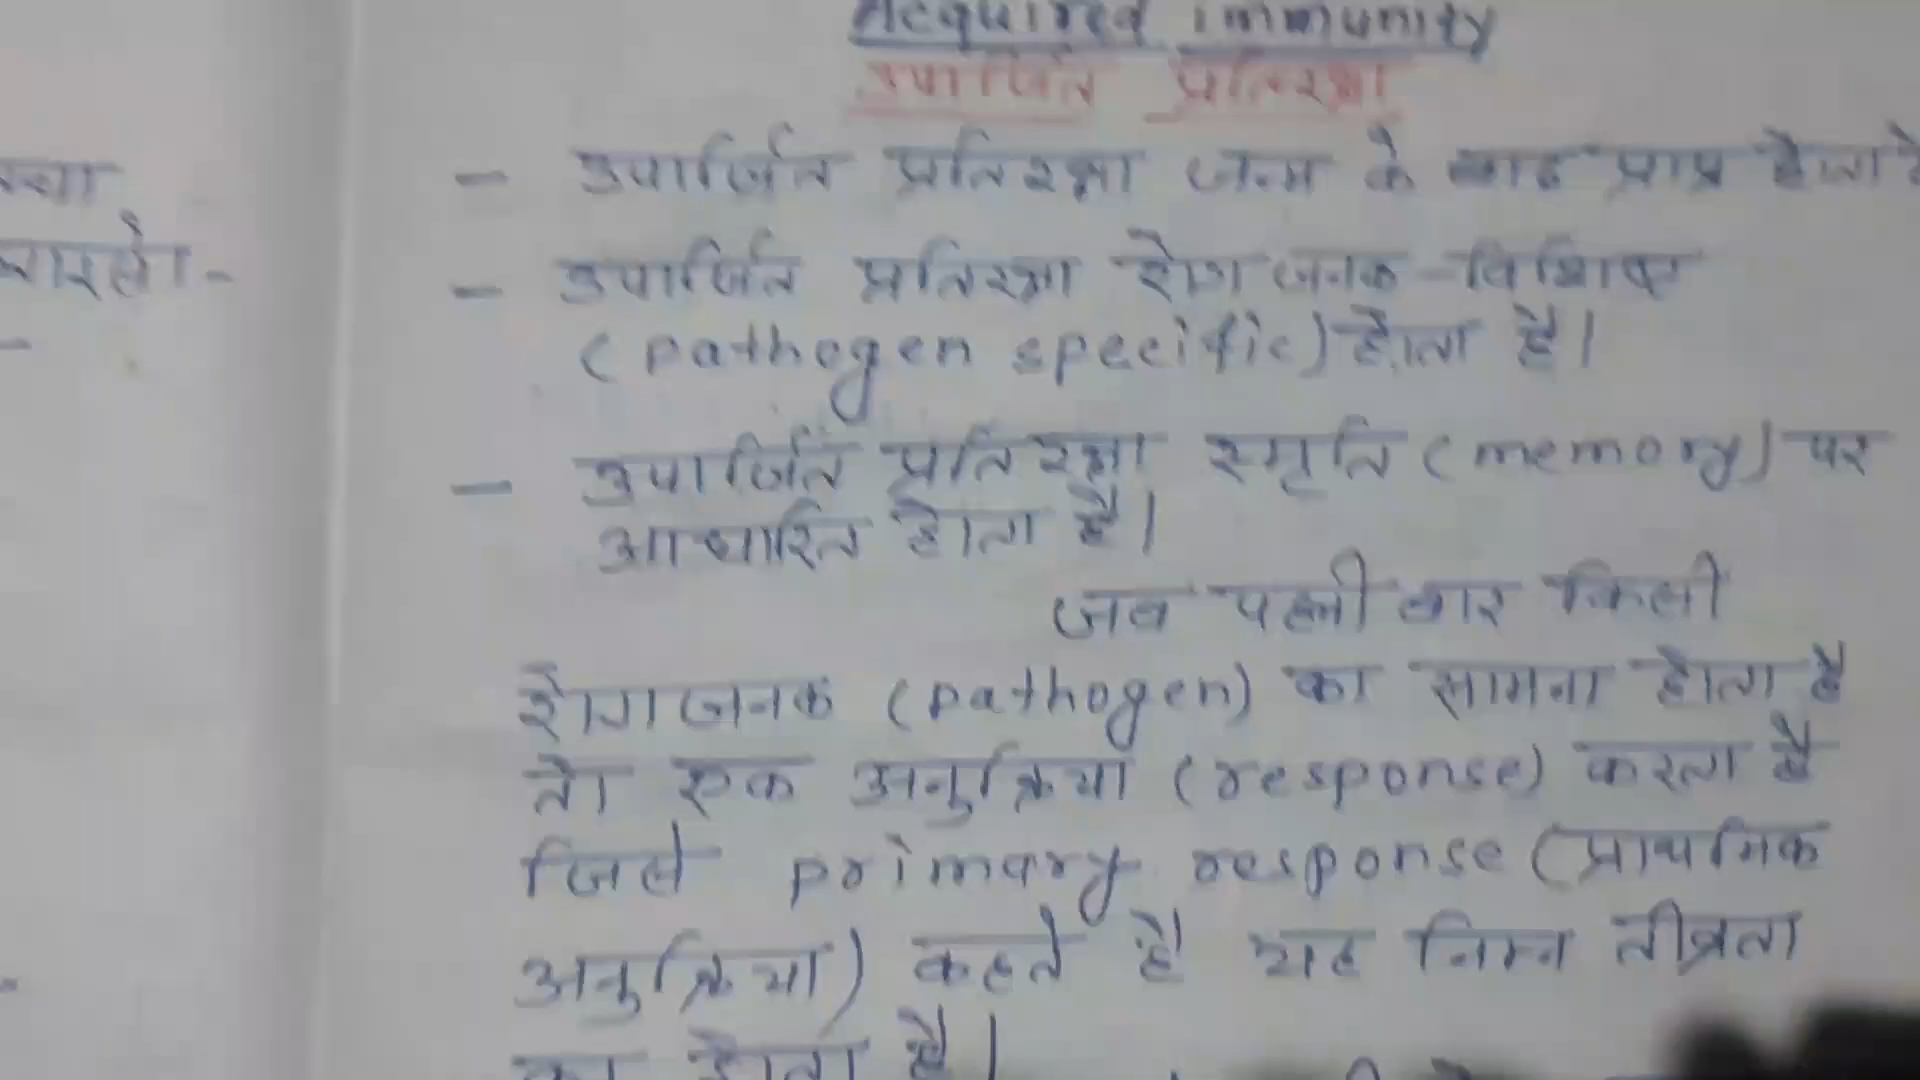 Acquired immunity
उपार्जित प्रतिरक्षा
- उपार्जित प्रतिरक्षा जन्म के बाद प्राप्त होता है
- उपार्जित प्रतिरक्षा रोगजनक-विशिष्ट
(pathogen specific) होता है।
- उपार्जित प्रतिरक्षा स्मृति (memory) पर
आधारित होता है।
जब पहली बार किसी
रोगजनक (pathogen) का सामना होता है
तो एक अनुक्रिया (response) करता है
जिसे primary response (प्राथमिक
अनुक्रिया) कहते है यह निम्न तीव्रता
का होता है।